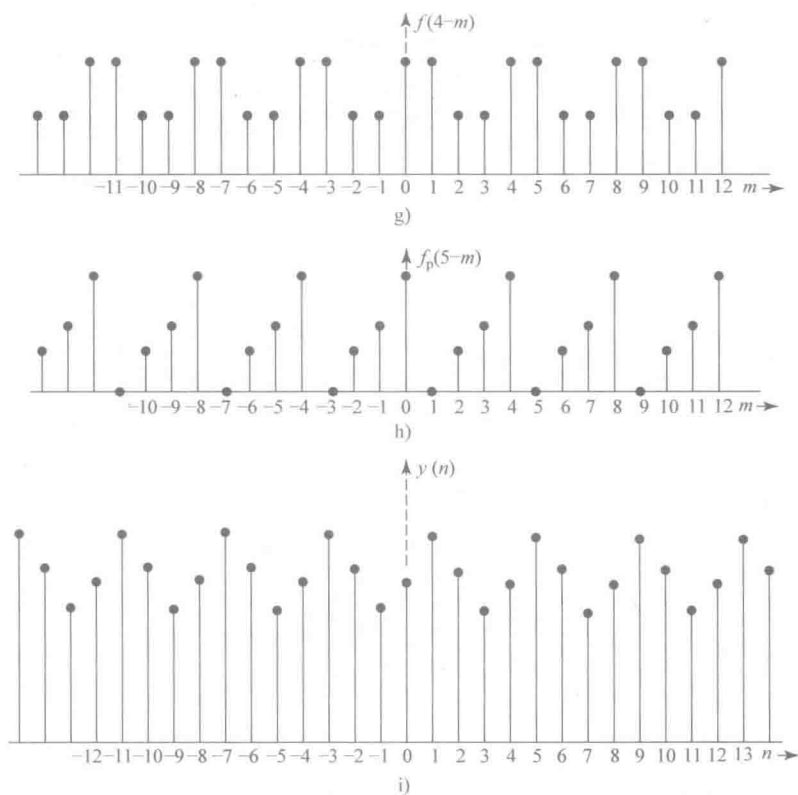 f(4−m)
−11 −10 −9 −8 −7 −6 −5 −4 −3 −2 −1 0 1 2 3 4 5 6 7 8 9 10 11 12 m
g)
f_p(5−m)
−10 −9 −8 −7 −6 −5 −4 −3 −2 −1 0 1 2 3 4 5 6 7 8 9 10 11 12 m
h)
y(n)
−12 −11 −10 −9 −8 −7 −6 −5 −4 −3 −2 −1 0 1 2 3 4 5 6 7 8 9 10 11 12 13 n
i)